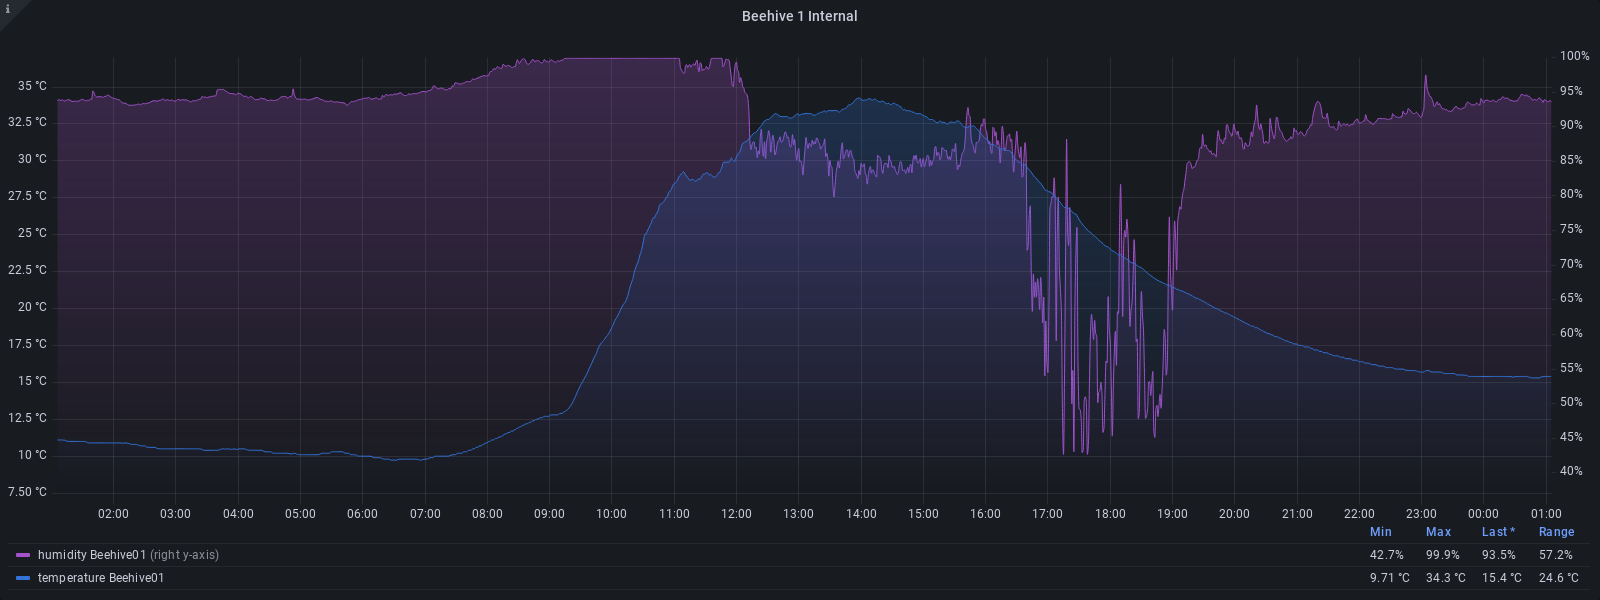 i
Beehive 1 Internal
35 °C
32.5 °C
30 °C
27.5 °C
25 °C
22.5 °C
20 °C
17.5 °C
15 °C
12.5 °C
10 °C
7.50 °C
100%
95%
90%
85%
80%
75%
70%
65%
60%
55%
50%
45%
40%
02:00 03:00 04:00 05:00 06:00 07:00 08:00 09:00 10:00 11:00 12:00 13:00 14:00 15:00 16:00 17:00 18:00 19:00 20:00 21:00 22:00 23:00 00:00 01:00
Min Max Last * Range
humidity Beehive01 (right y-axis) 42.7% 99.9% 93.5% 57.2%
temperature Beehive01 9.71 °C 34.3 °C 15.4 °C 24.6 °C